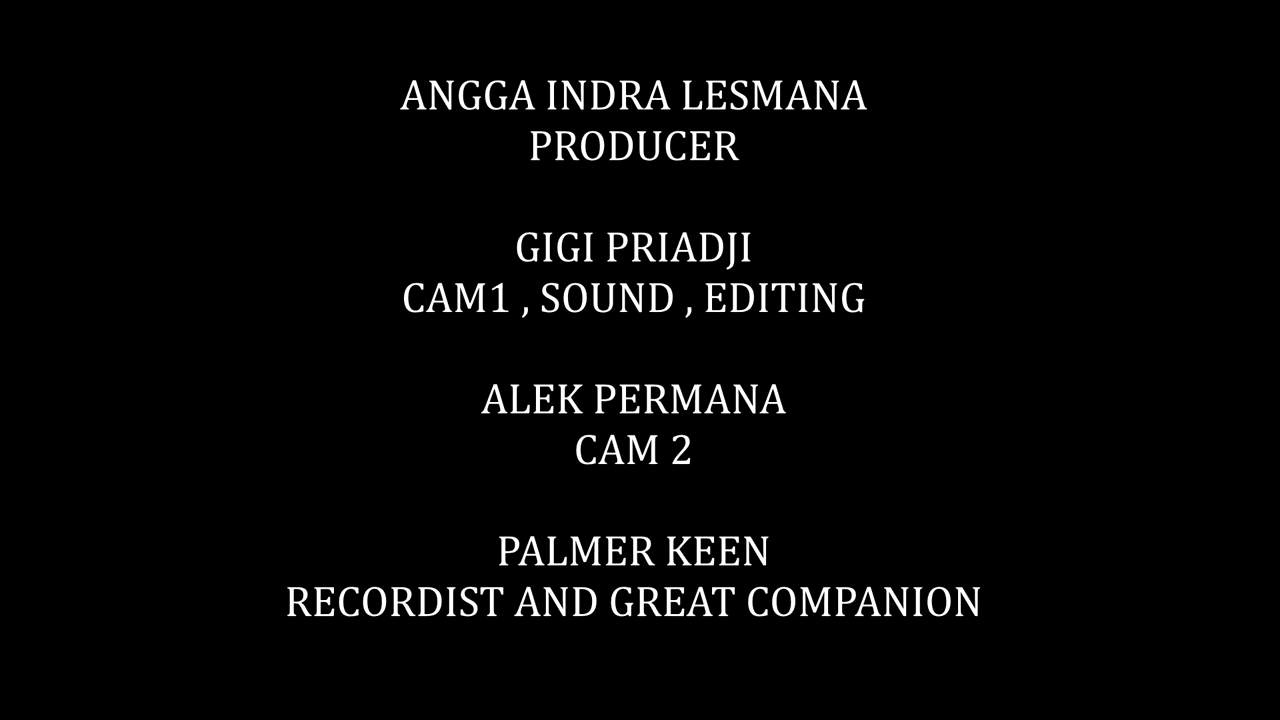 ANGGA INDRA LESMANA
PRODUCER
GIGI PRIADJI
CAM1 , SOUND , EDITING
ALEK PERMANA
CAM 2
PALMER KEEN
RECORDIST AND GREAT COMPANION